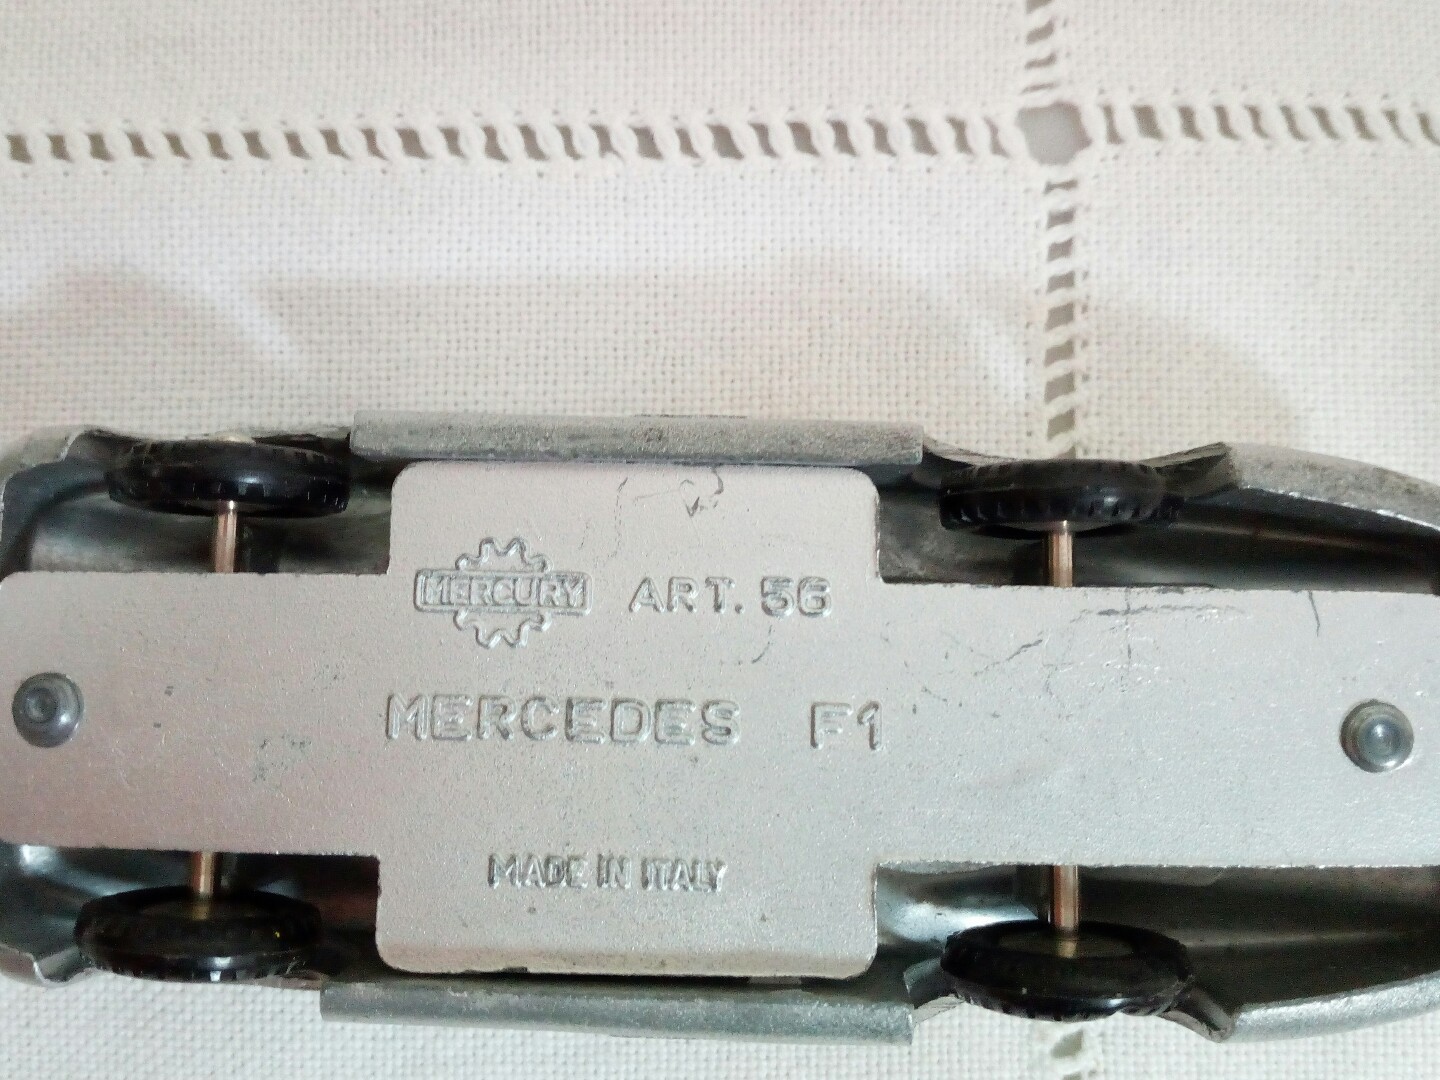 MERCURY ART. 56
MERCEDES F1
MADE IN ITALY